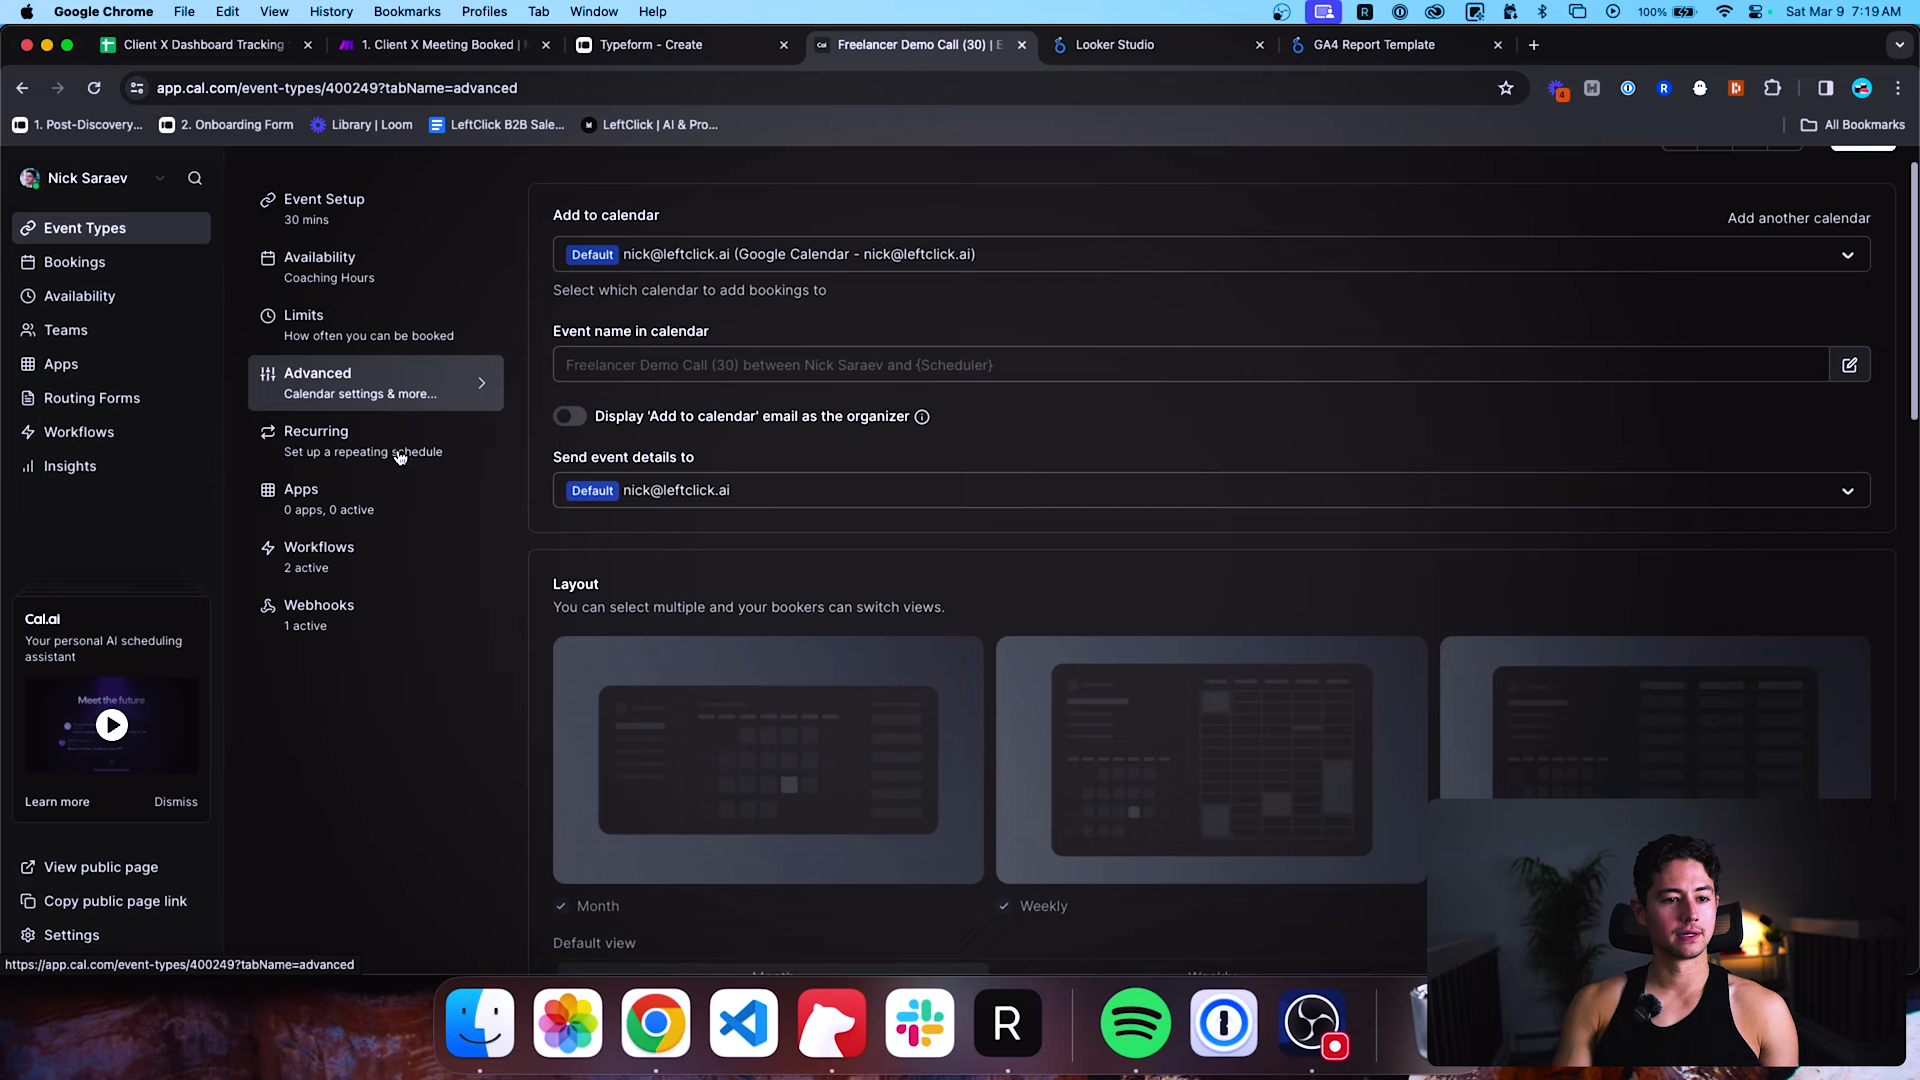 Google Chrome File Edit View History Bookmarks Profiles Tab Window Help
100% Sat Mar 9 7:19 AM
Client X Dashboard Tracking
1. Client X Meeting Booked |
Typeform - Create
Freelancer Demo Call (30) | E
Looker Studio
GA4 Report Template
app.cal.com/event-types/400249?tabName=advanced
1. Post-Discovery...
2. Onboarding Form
Library | Loom
LeftClick B2B Sale...
LeftClick | AI & Pro...
All Bookmarks
Nick Saraev
Event Types
Bookings
Availability
Teams
Apps
Routing Forms
Workflows
Insights
Cal.ai
Your personal AI scheduling
assistant
Meet the future
Learn more Dismiss
View public page
Copy public page link
Settings
https://app.cal.com/event-types/400249?tabName=advanced
Event Setup
30 mins
Availability
Coaching Hours
Limits
How often you can be booked
Advanced
Calendar settings & more...
Recurring
Set up a repeating schedule
Apps
0 apps, 0 active
Workflows
2 active
Webhooks
1 active
Add to calendar
Add another calendar
Default nick@leftclick.ai (Google Calendar - nick@leftclick.ai)
Select which calendar to add bookings to
Event name in calendar
Freelancer Demo Call (30) between Nick Saraev and {Scheduler}
Display 'Add to calendar' email as the organizer
Send event details to
Default nick@leftclick.ai
Layout
You can select multiple and your bookers can switch views.
Month
Weekly
Default view